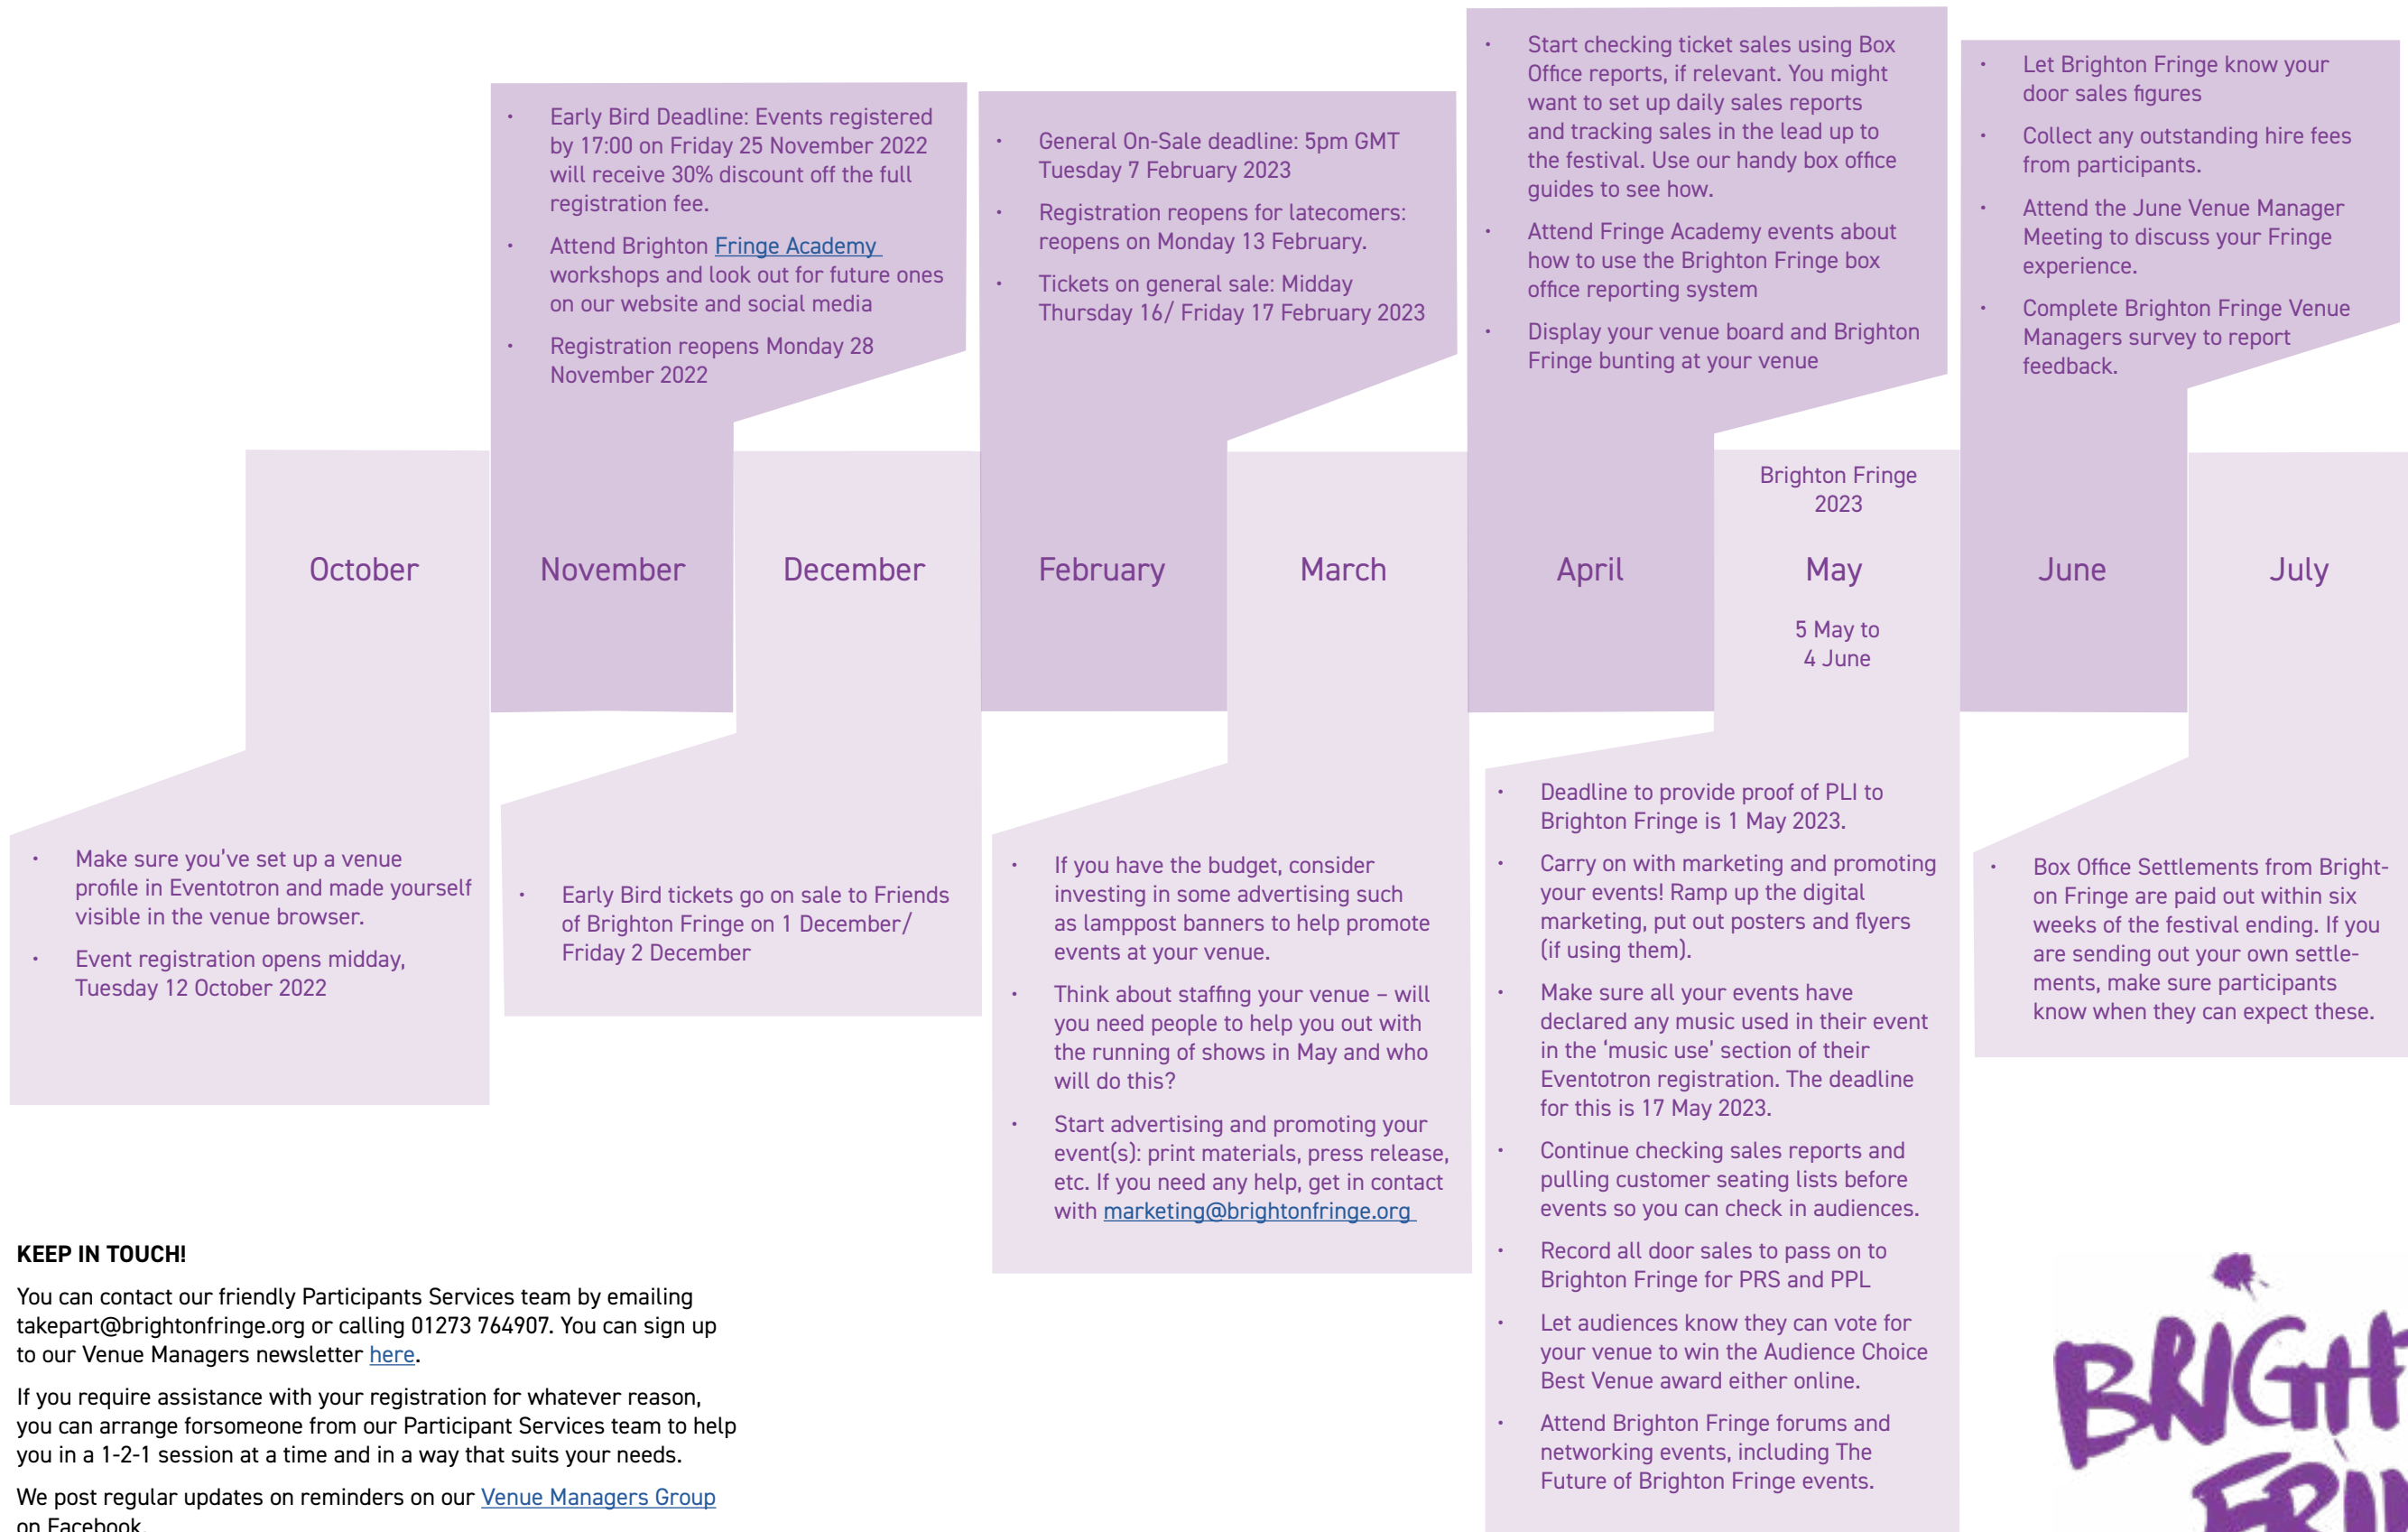 • Early Bird Deadline: Events registered
by 17:00 on Friday 25 November 2022
will receive 30% discount off the full
registration fee.
• Attend Brighton Fringe Academy
workshops and look out for future ones
on our website and social media
• Registration reopens Monday 28
November 2022
• General On-Sale deadline: 5pm GMT
Tuesday 7 February 2023
• Registration reopens for latecomers:
reopens on Monday 13 February.
• Tickets on general sale: Midday
Thursday 16/ Friday 17 February 2023
• Start checking ticket sales using Box
Office reports, if relevant. You might
want to set up daily sales reports
and tracking sales in the lead up to
the festival. Use our handy box office
guides to see how.
• Attend Fringe Academy events about
how to use the Brighton Fringe box
office reporting system
• Display your venue board and Brighton
Fringe bunting at your venue
• Let Brighton Fringe know your
door sales figures
• Collect any outstanding hire fees
from participants.
• Attend the June Venue Manager
Meeting to discuss your Fringe
experience.
• Complete Brighton Fringe Venue
Managers survey to report
feedback.
October
November
December
February
March
April
Brighton Fringe
2023
May
5 May to
4 June
June
July
• Make sure you've set up a venue
profile in Eventotron and made yourself
visible in the venue browser.
• Event registration opens midday,
Tuesday 12 October 2022
• Early Bird tickets go on sale to Friends
of Brighton Fringe on 1 December/
Friday 2 December
• If you have the budget, consider
investing in some advertising such
as lamppost banners to help promote
events at your venue.
• Think about staffing your venue – will
you need people to help you out with
the running of shows in May and who
will do this?
• Start advertising and promoting your
event(s): print materials, press release,
etc. If you need any help, get in contact
with marketing@brightonfringe.org
• Deadline to provide proof of PLI to
Brighton Fringe is 1 May 2023.
• Carry on with marketing and promoting
your events! Ramp up the digital
marketing, put out posters and flyers
(if using them).
• Make sure all your events have
declared any music used in their event
in the ‘music use’ section of their
Eventotron registration. The deadline
for this is 17 May 2023.
• Continue checking sales reports and
pulling customer seating lists before
events so you can check in audiences.
• Record all door sales to pass on to
Brighton Fringe for PRS and PPL
• Let audiences know they can vote for
your venue to win the Audience Choice
Best Venue award either online.
• Attend Brighton Fringe forums and
networking events, including The
Future of Brighton Fringe events.
• Box Office Settlements from Bright-
on Fringe are paid out within six
weeks of the festival ending. If you
are sending out your own settle-
ments, make sure participants
know when they can expect these.
KEEP IN TOUCH!
You can contact our friendly Participants Services team by emailing
takepart@brightonfringe.org or calling 01273 764907. You can sign up
to our Venue Managers newsletter here.
If you require assistance with your registration for whatever reason,
you can arrange forsomeone from our Participant Services team to help
you in a 1-2-1 session at a time and in a way that suits your needs.
We post regular updates on reminders on our Venue Managers Group
on Facebook.
BRIGHT
FRIN